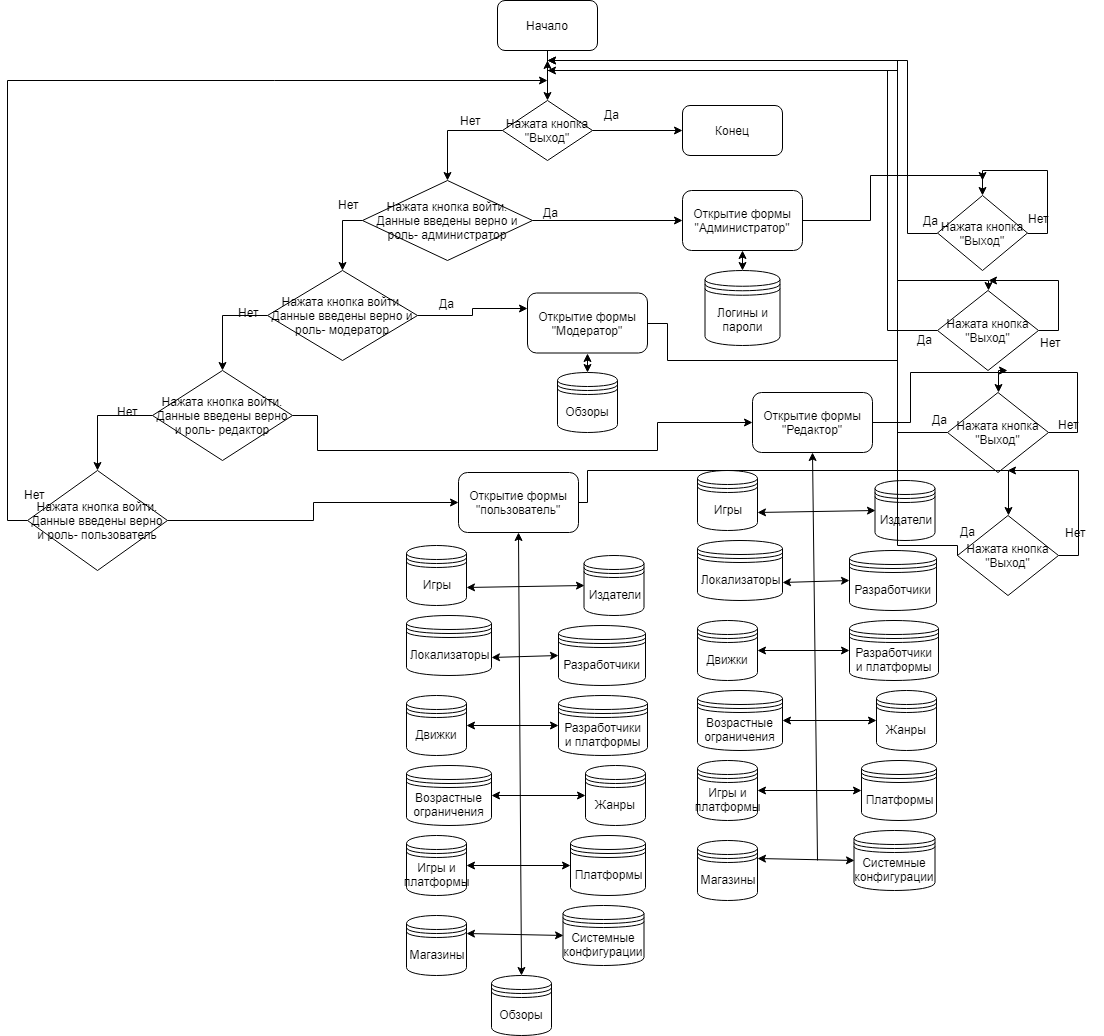 Начало
Нажата кнопка
"Выход"
Нет
Да
Конец
Нажата кнопка войти.
Данные введены верно и
роль- администратор
Нет
Да
Открытие формы
"Администратор"
Логины и
пароли
Нажата кнопка
"Выход"
Да
Нет
Нажата кнопка войти.
Данные введены верно и
роль- модератор
Нет
Да
Открытие формы
"Модератор"
Обзоры
Нажата кнопка
"Выход"
Да
Нет
Нажата кнопка войти.
Данные введены верно
и роль- редактор
Нет
Открытие формы
"Редактор"
Нажата кнопка
"Выход"
Да
Нет
Нет
Нажата кнопка войти.
Данные введены верно
и роль- пользователь
Открытие формы
"пользователь"
Нажата кнопка
"Выход"
Да
Нет
Игры
Издатели
Локализаторы
Разработчики
Движки
Разработчики
и платформы
Возрастные
ограничения
Жанры
Игры и
платформы
Платформы
Магазины
Системные
конфигурации
Обзоры
Игры
Издатели
Локализаторы
Разработчики
Движки
Разработчики
и платформы
Возрастные
ограничения
Жанры
Игры и
платформы
Платформы
Магазины
Системные
конфигурации